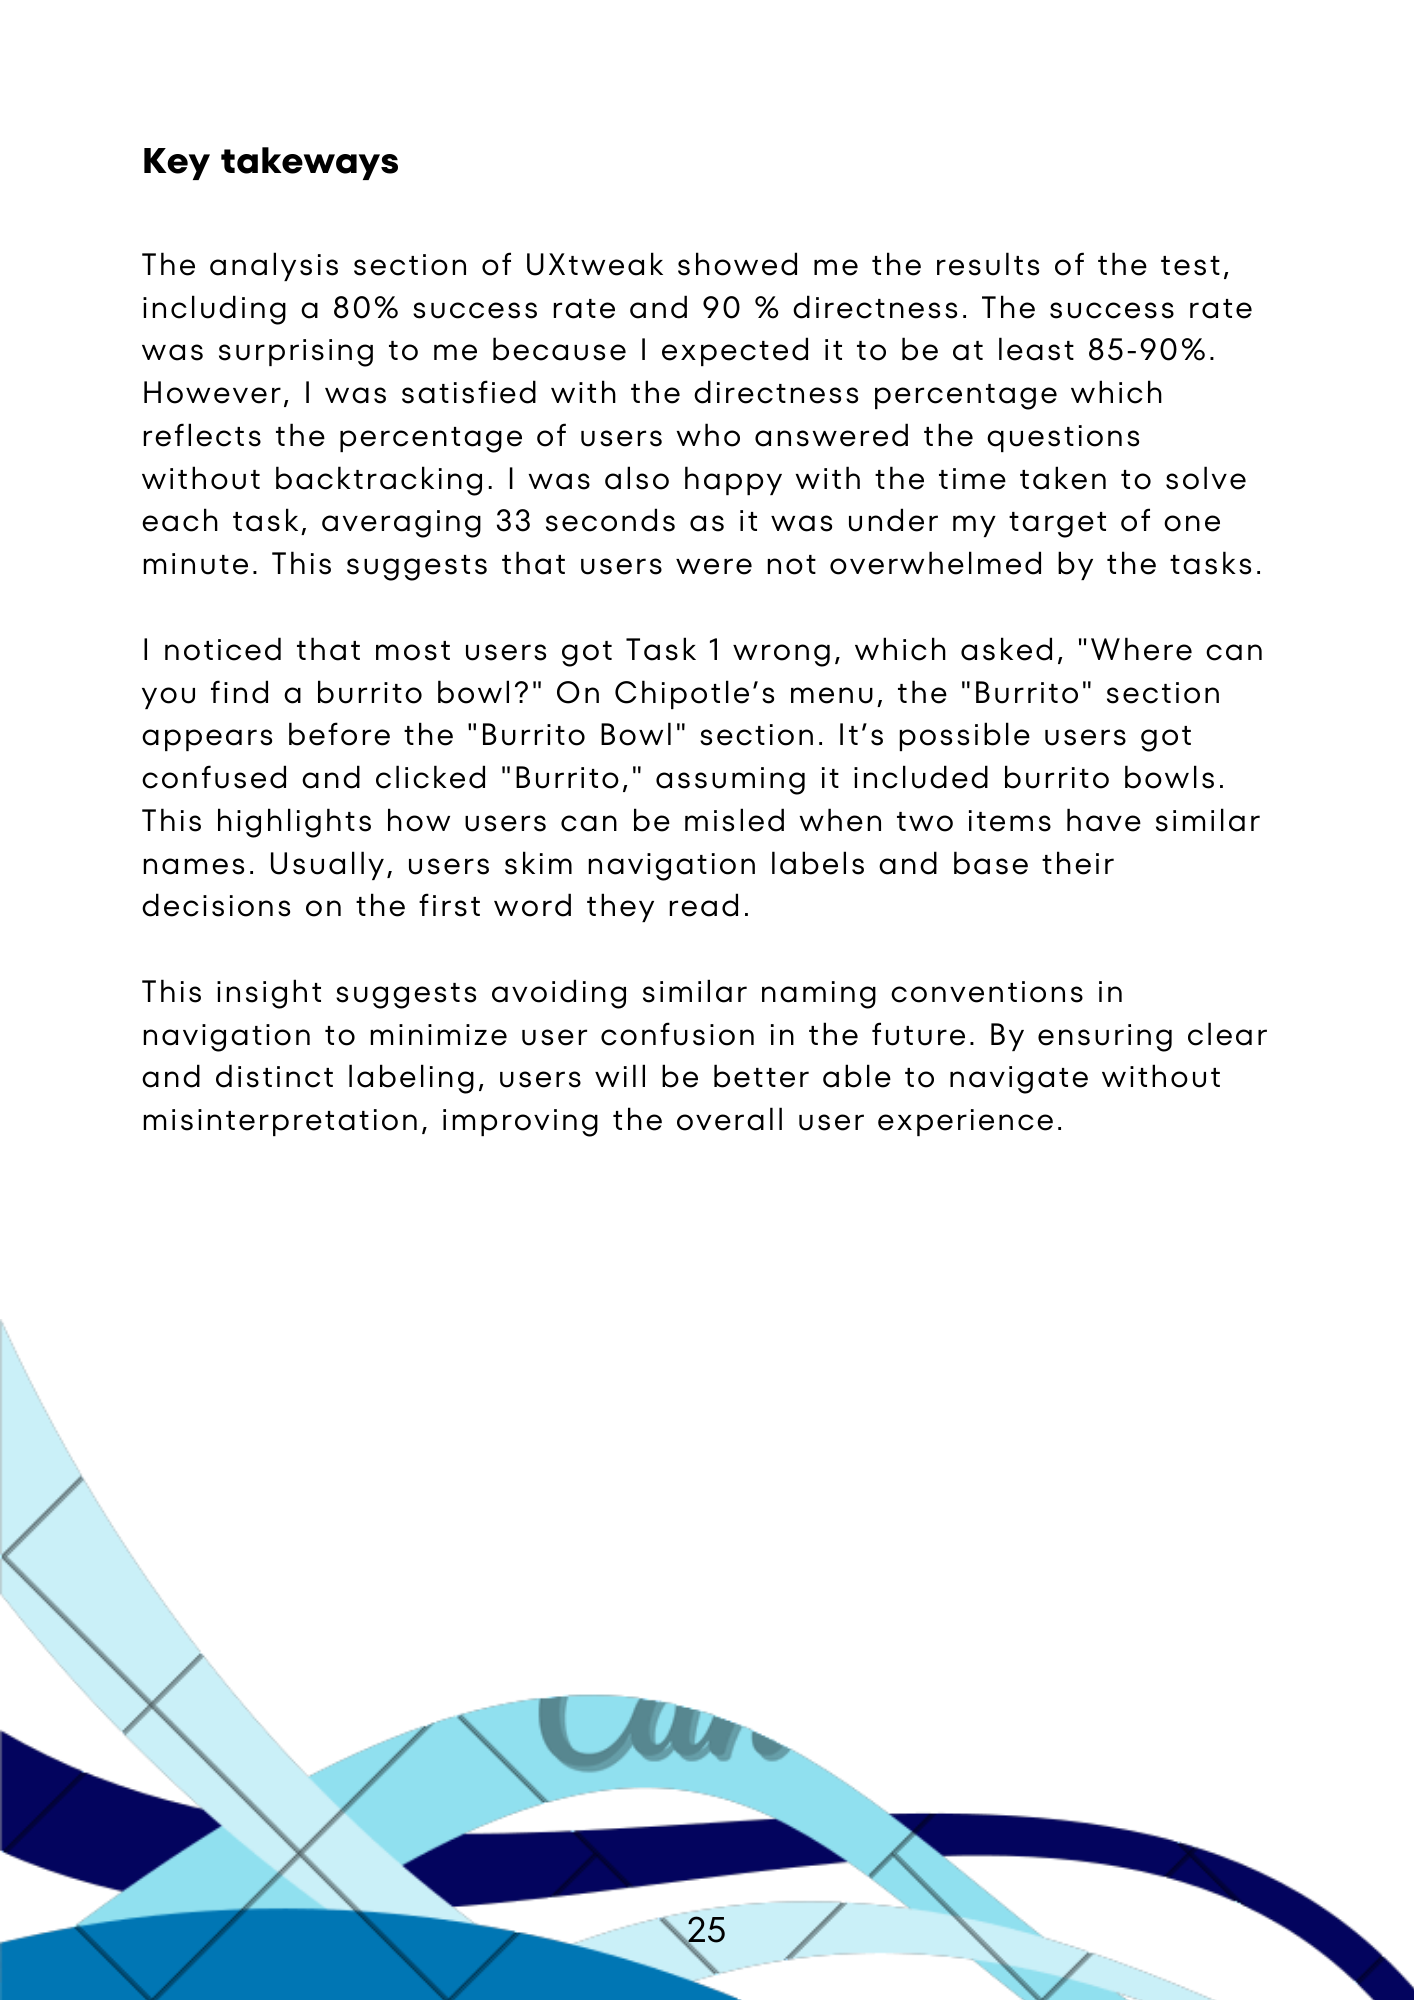 Key takeways
The analysis section of UXtweak showed me the results of the test,
including a 80% success rate and 90 % directness. The success rate
was surprising to me because I expected it to be at least 85-90%.
However, I was satisfied with the directness percentage which
reflects the percentage of users who answered the questions
without backtracking. I was also happy with the time taken to solve
each task, averaging 33 seconds as it was under my target of one
minute. This suggests that users were not overwhelmed by the tasks.
I noticed that most users got Task 1 wrong, which asked, "Where can
you find a burrito bowl?" On Chipotle’s menu, the "Burrito" section
appears before the "Burrito Bowl" section. It’s possible users got
confused and clicked "Burrito," assuming it included burrito bowls.
This highlights how users can be misled when two items have similar
names. Usually, users skim navigation labels and base their
decisions on the first word they read.
This insight suggests avoiding similar naming conventions in
navigation to minimize user confusion in the future. By ensuring clear
and distinct labeling, users will be better able to navigate without
misinterpretation, improving the overall user experience.
25